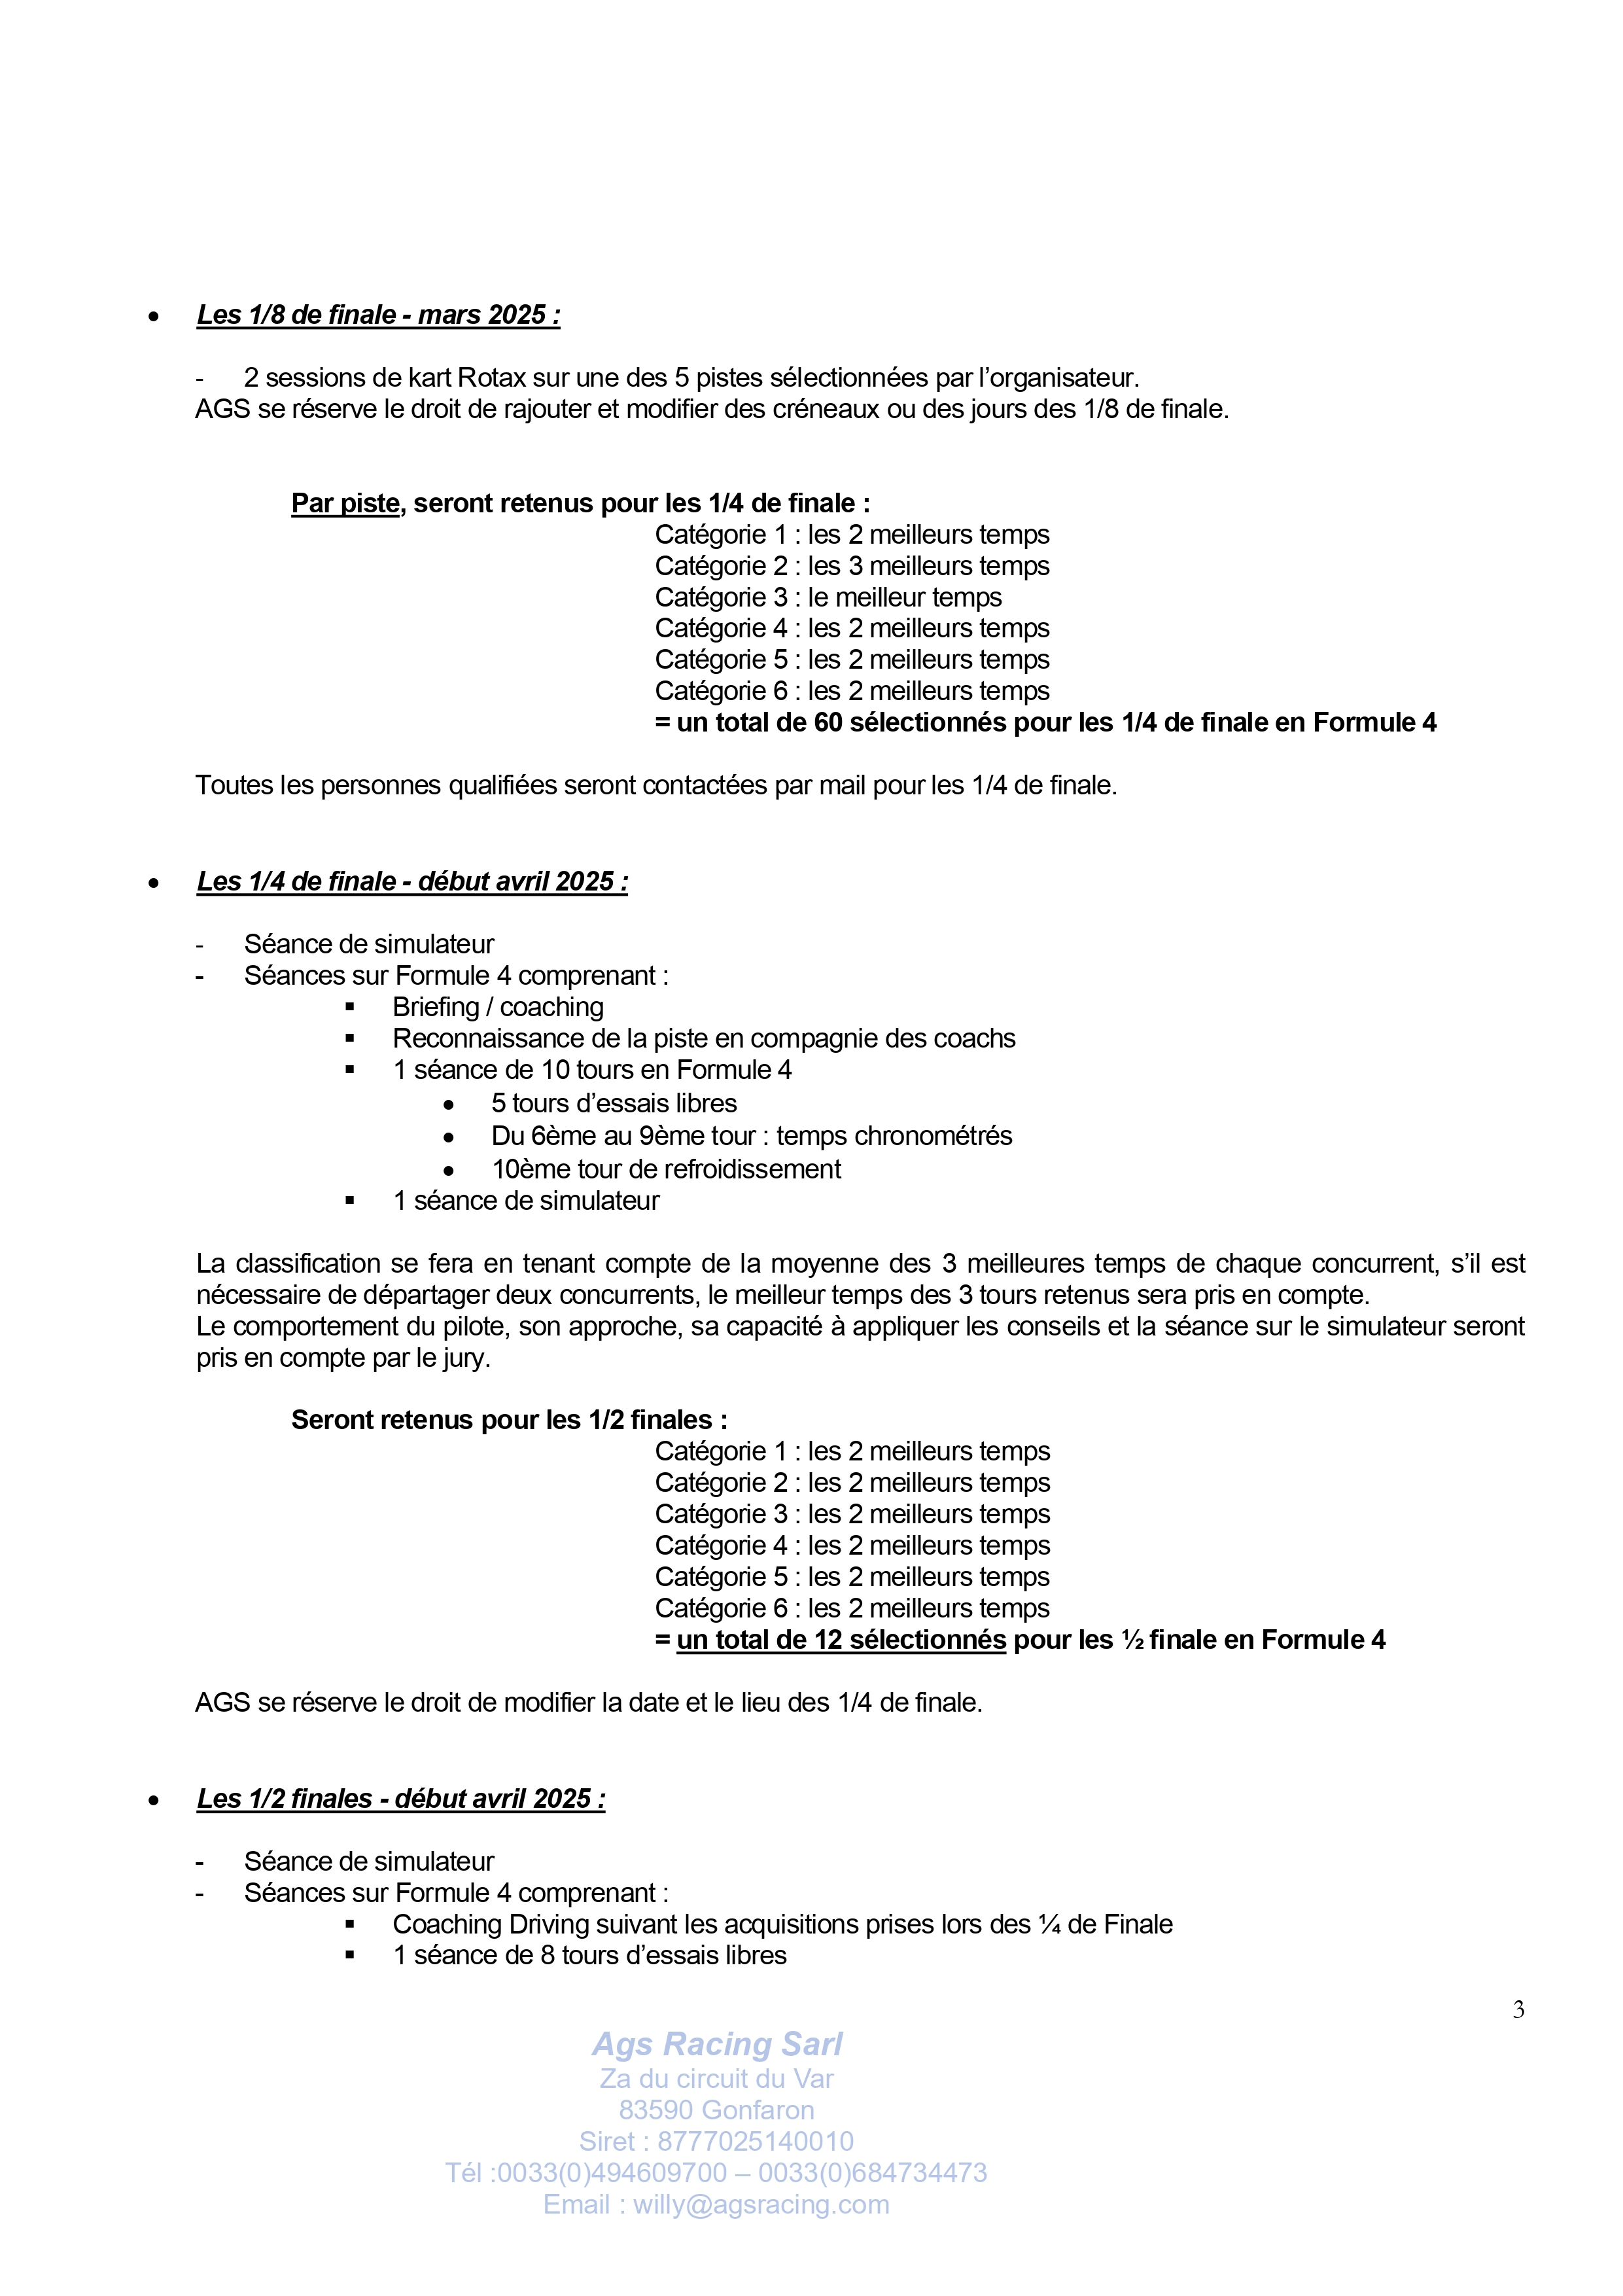 • Les 1/8 de finale - mars 2025 :
- 2 sessions de kart Rotax sur une des 5 pistes sélectionnées par l’organisateur.
AGS se réserve le droit de rajouter et modifier des créneaux ou des jours des 1/8 de finale.
Par piste, seront retenus pour les 1/4 de finale :
Catégorie 1 : les 2 meilleurs temps
Catégorie 2 : les 3 meilleurs temps
Catégorie 3 : le meilleur temps
Catégorie 4 : les 2 meilleurs temps
Catégorie 5 : les 2 meilleurs temps
Catégorie 6 : les 2 meilleurs temps
= un total de 60 sélectionnés pour les 1/4 de finale en Formule 4
Toutes les personnes qualifiées seront contactées par mail pour les 1/4 de finale.
• Les 1/4 de finale - début avril 2025 :
- Séance de simulateur
- Séances sur Formule 4 comprenant :
▪ Briefing / coaching
▪ Reconnaissance de la piste en compagnie des coachs
▪ 1 séance de 10 tours en Formule 4
• 5 tours d’essais libres
• Du 6ème au 9ème tour : temps chronométrés
• 10ème tour de refroidissement
▪ 1 séance de simulateur
La classification se fera en tenant compte de la moyenne des 3 meilleures temps de chaque concurrent, s’il est
nécessaire de départager deux concurrents, le meilleur temps des 3 tours retenus sera pris en compte.
Le comportement du pilote, son approche, sa capacité à appliquer les conseils et la séance sur le simulateur seront
pris en compte par le jury.
Seront retenus pour les 1/2 finales :
Catégorie 1 : les 2 meilleurs temps
Catégorie 2 : les 2 meilleurs temps
Catégorie 3 : les 2 meilleurs temps
Catégorie 4 : les 2 meilleurs temps
Catégorie 5 : les 2 meilleurs temps
Catégorie 6 : les 2 meilleurs temps
= un total de 12 sélectionnés pour les ½ finale en Formule 4
AGS se réserve le droit de modifier la date et le lieu des 1/4 de finale.
• Les 1/2 finales - début avril 2025 :
- Séance de simulateur
- Séances sur Formule 4 comprenant :
▪ Coaching Driving suivant les acquisitions prises lors des ¼ de Finale
▪ 1 séance de 8 tours d’essais libres
3
Ags Racing Sarl
Za du circuit du Var
83590 Gonfaron
Siret : 8777025140010
Tél :0033(0)494609700 – 0033(0)684734473
Email : willy@agsracing.com